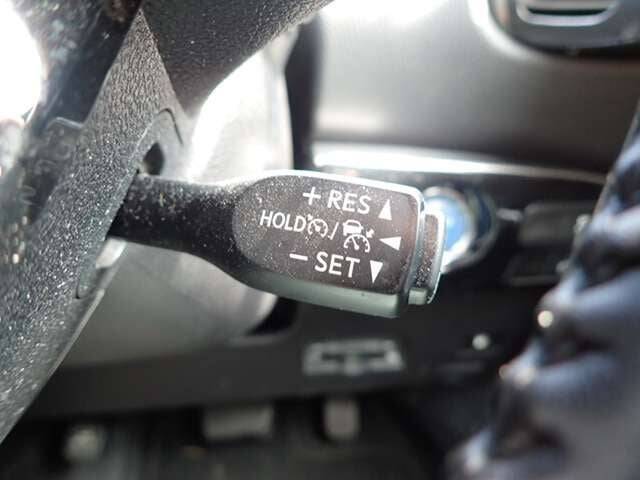 + RES ▲
HOLD / ◀
− SET ▼